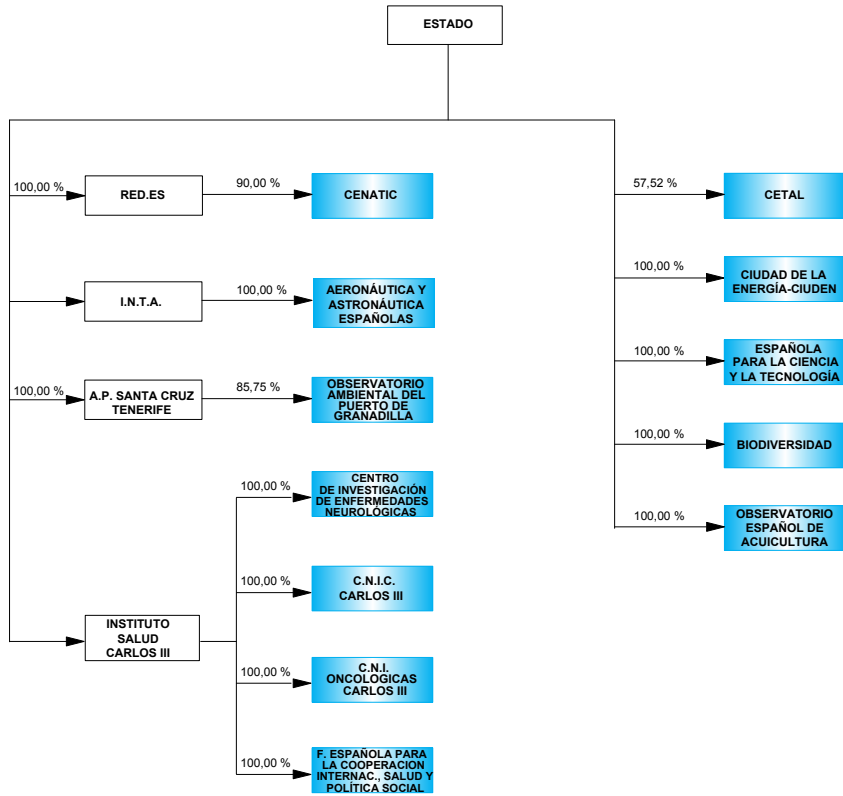 ESTADO
100,00 %
RED.ES
90,00 %
CENATIC
I.N.T.A.
100,00 %
AERONÁUTICA Y
ASTRONÁUTICA
ESPAÑOLAS
100,00 %
A.P. SANTA CRUZ
TENERIFE
85,75 %
OBSERVATORIO
AMBIENTAL DEL
PUERTO DE
GRANADILLA
INSTITUTO
SALUD
CARLOS III
100,00 %
CENTRO
DE INVESTIGACIÓN
DE ENFERMEDADES
NEUROLÓGICAS
100,00 %
C.N.I.C.
CARLOS III
100,00 %
C.N.I.
ONCOLOGICAS
CARLOS III
100,00 %
F. ESPAÑOLA PARA
LA COOPERACION
INTERNAC., SALUD Y
POLÍTICA SOCIAL
57,52 %
CETAL
100,00 %
CIUDAD DE LA
ENERGÍA-CIUDEN
100,00 %
ESPAÑOLA
PARA LA CIENCIA
Y LA TECNOLOGÍA
100,00 %
BIODIVERSIDAD
100,00 %
OBSERVATORIO
ESPAÑOL DE
ACUICULTURA